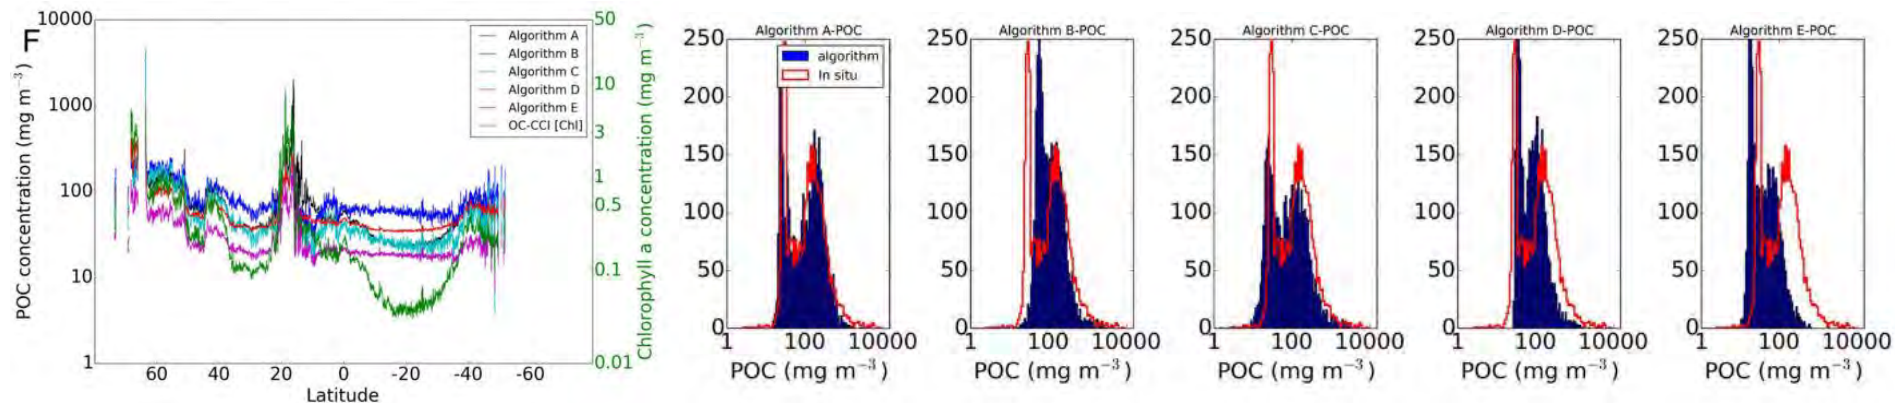 F
10000
1000
100
10
1
POC concentration (mg m⁻³)
60 40 20 0 -20 -40 -60
Latitude
50
10
3
1
0.5
0.1
0.01
Chlorophyll a concentration (mg m⁻³)
Algorithm A
Algorithm B
Algorithm C
Algorithm D
Algorithm E
OC-CCI [Chl]
Algorithm A-POC
250
200
150
100
50
0
algorithm
In situ
1 100 10000
POC (mg m⁻³)
Algorithm B-POC
250
200
150
100
50
0
1 100 10000
POC (mg m⁻³)
Algorithm C-POC
250
200
150
100
50
0
1 100 10000
POC (mg m⁻³)
Algorithm D-POC
250
200
150
100
50
0
1 100 10000
POC (mg m⁻³)
Algorithm E-POC
250
200
150
100
50
0
1 100 10000
POC (mg m⁻³)